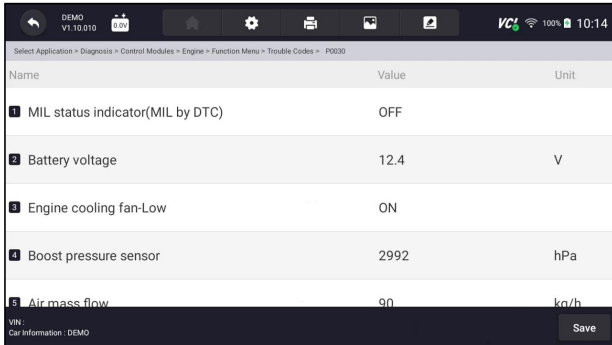 DEMO
V1.10.010
0.0V
VCI 100% 10:14
Select Application > Diagnosis > Control Modules > Engine > Function Menu > Trouble Codes > P0030
Name Value Unit
1 MIL status indicator(MIL by DTC) OFF
2 Battery voltage 12.4 V
3 Engine cooling fan-Low ON
4 Boost pressure sensor 2992 hPa
5 Air mass flow 90 kg/h
VIN :
Car Information : DEMO
Save